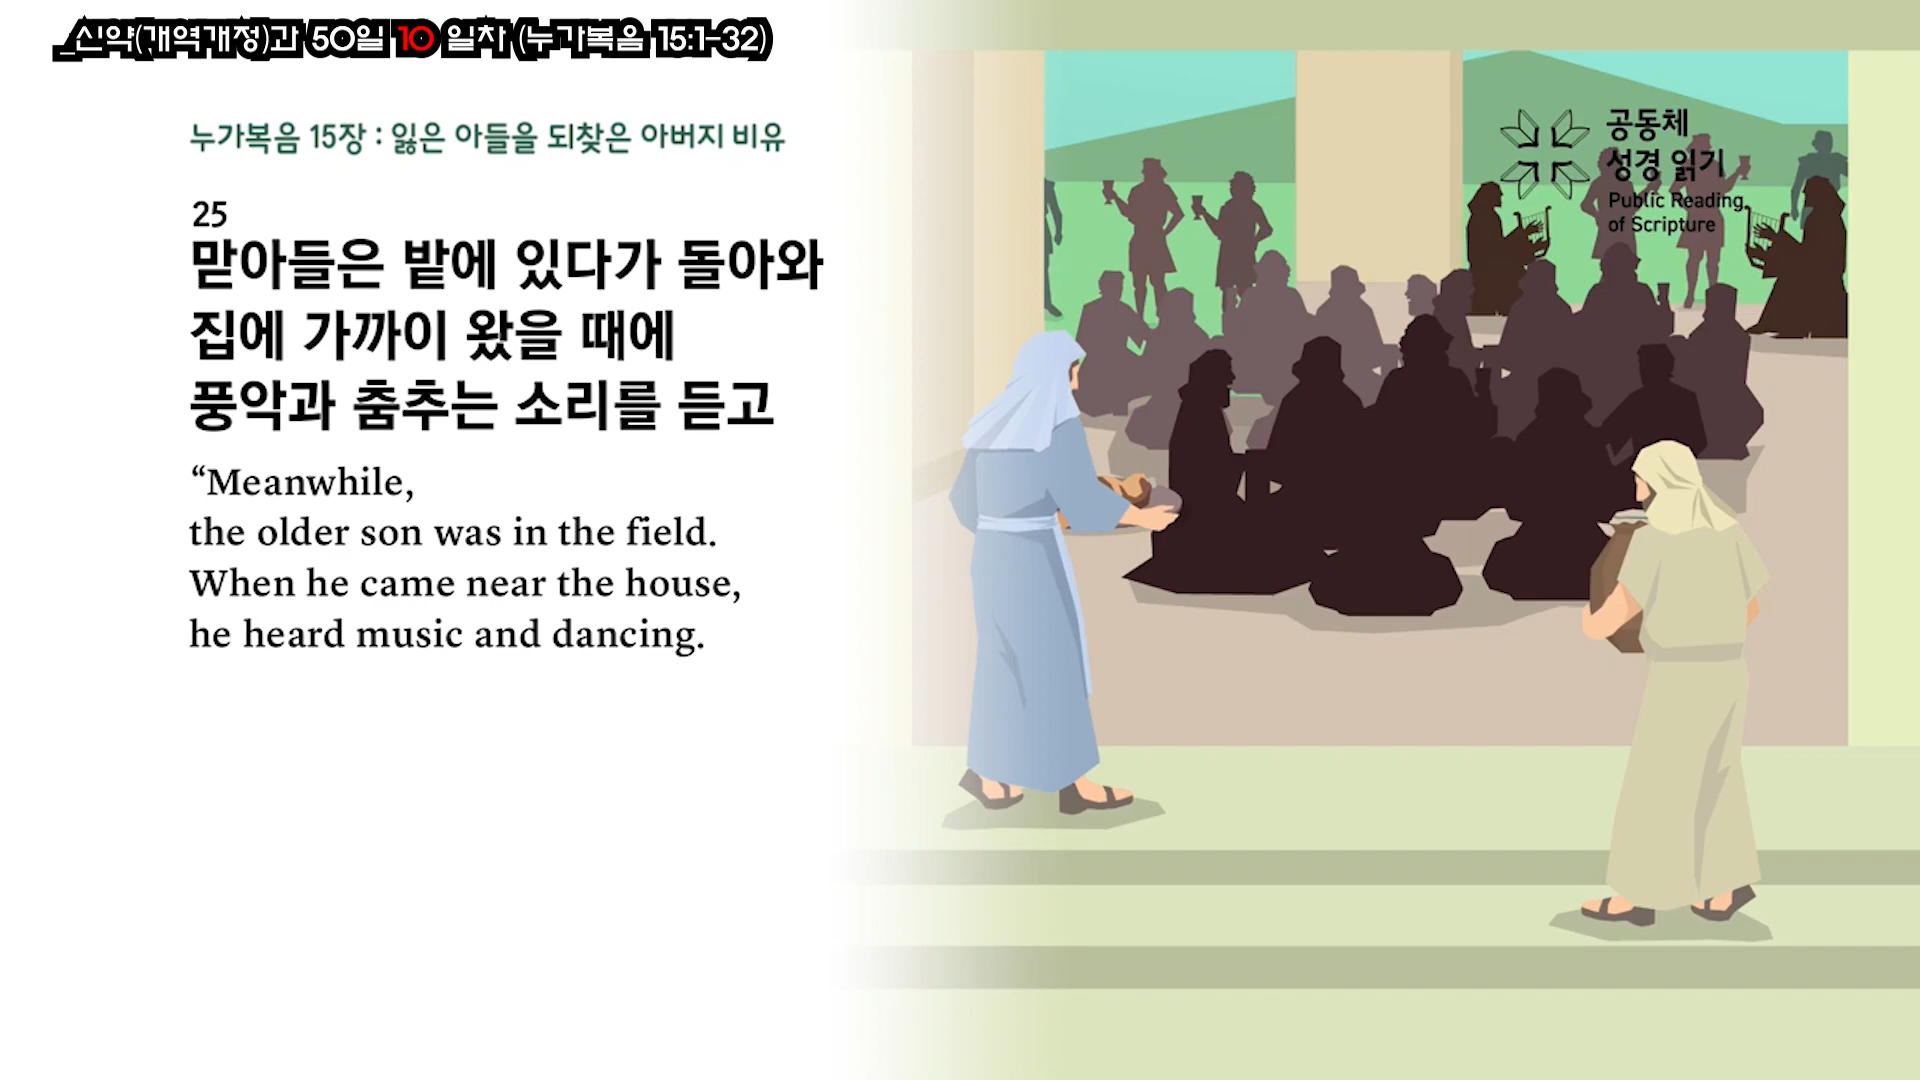 _신약(개역개정)과 50일 10 일차 (누가복음 15:1-32)
누가복음 15장 : 잃은 아들을 되찾은 아버지 비유
25
맏아들은 밭에 있다가 돌아와
집에 가까이 왔을 때에
풍악과 춤추는 소리를 듣고
“Meanwhile,
the older son was in the field.
When he came near the house,
he heard music and dancing.
공동체
성경 읽기
Public Reading
of Scripture